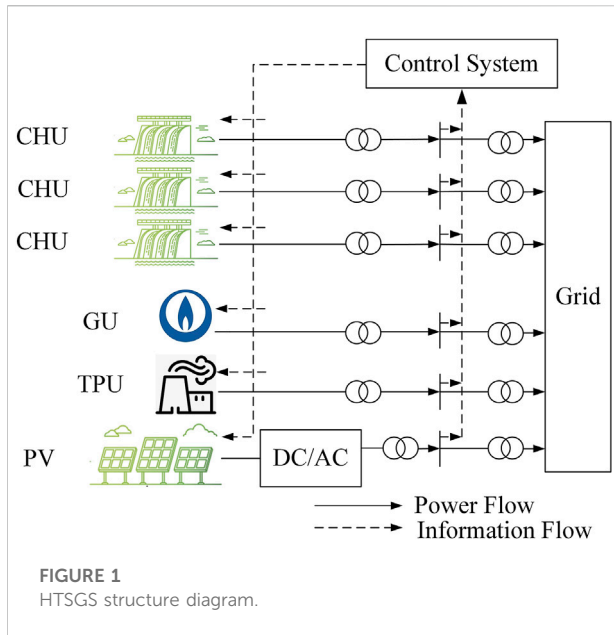 Control System
CHU
CHU
CHU
GU
TPU
PV
DC/AC
Grid
Power Flow
Information Flow
FIGURE 1
HTSGS structure diagram.